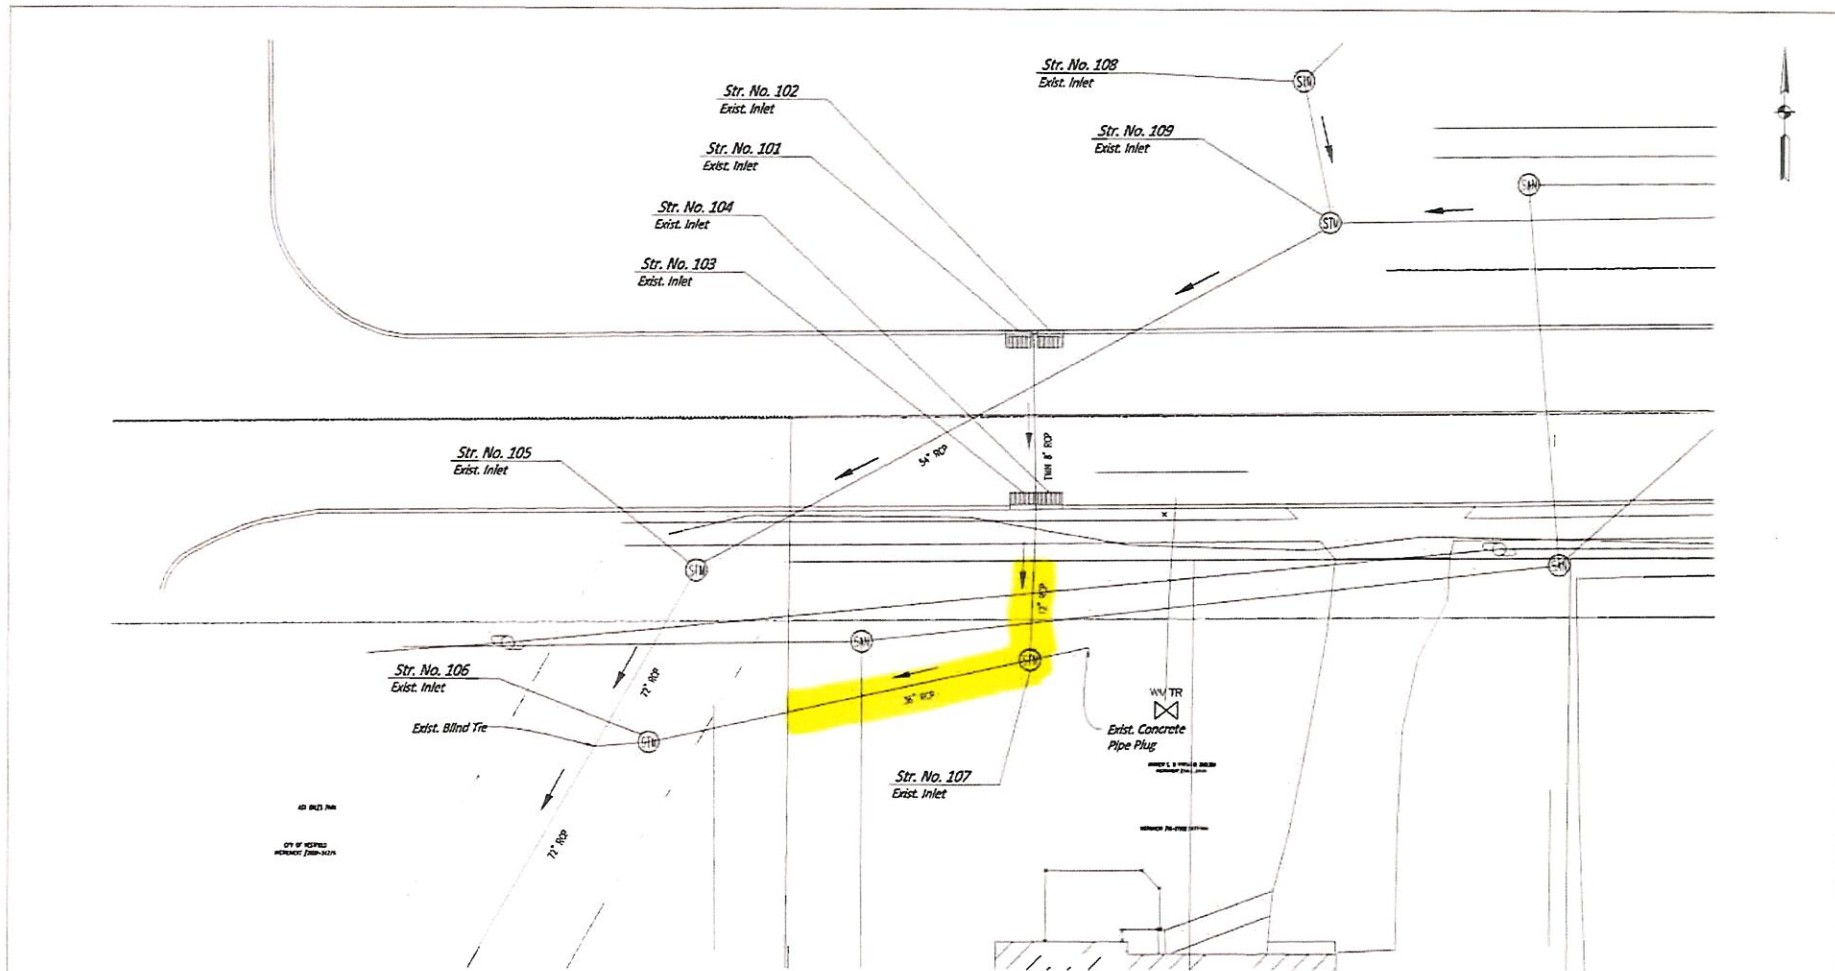 Str. No. 108
Exist. Inlet
STM
Str. No. 102
Exist. Inlet
Str. No. 109
Exist. Inlet
Str. No. 101
Exist. Inlet
SAN
Str. No. 104
Exist. Inlet
STM
Str. No. 103
Exist. Inlet
Str. No. 105
Exist. Inlet
54" RCP
TWIN 8" RCP
STM
SAN
12" RCP
SAN
STM
Str. No. 106
Exist. Inlet
72" RCP
36" RCP
WV TR
Exist. Blind Tie
STM
Exist. Concrete
Pipe Plug
Str. No. 107
Exist. Inlet
72" RCP
CITY OF WESTFIELD